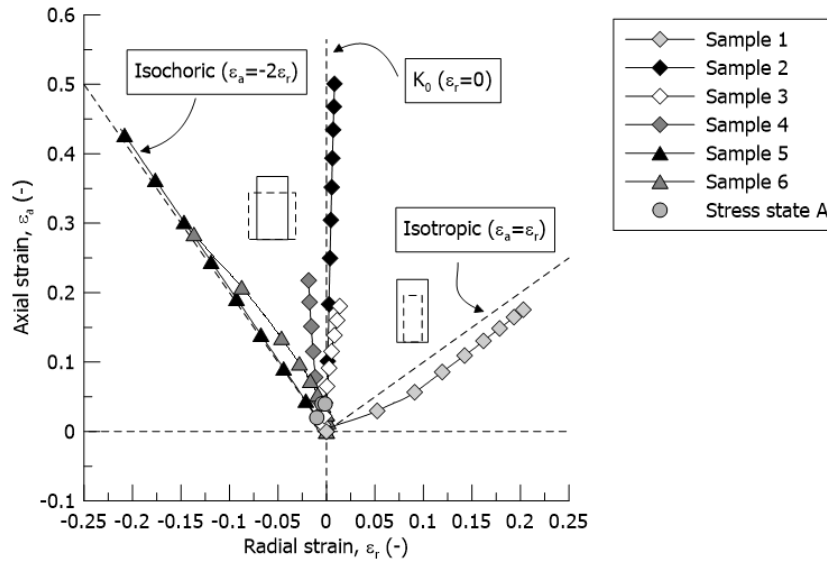 0.6
0.5
0.4
0.3
0.2
0.1
0
-0.1
Axial strain, εₐ (-)
-0.25 -0.2 -0.15 -0.1 -0.05 0 0.05 0.1 0.15 0.2 0.25
Radial strain, εᵣ (-)
Isochoric (εₐ=-2εᵣ)
K₀ (εᵣ=0)
Isotropic (εₐ=εᵣ)
Sample 1
Sample 2
Sample 3
Sample 4
Sample 5
Sample 6
Stress state A